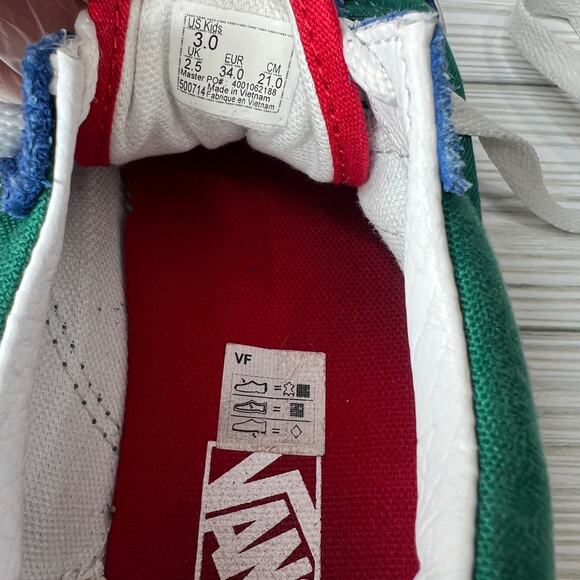 US Kids
3.0
UK EUR CM
2.5 34.0 21.0
Master PO#: 4001062188
500714 Made in Vietnam
Fabrique en Vietnam
VF
VANS